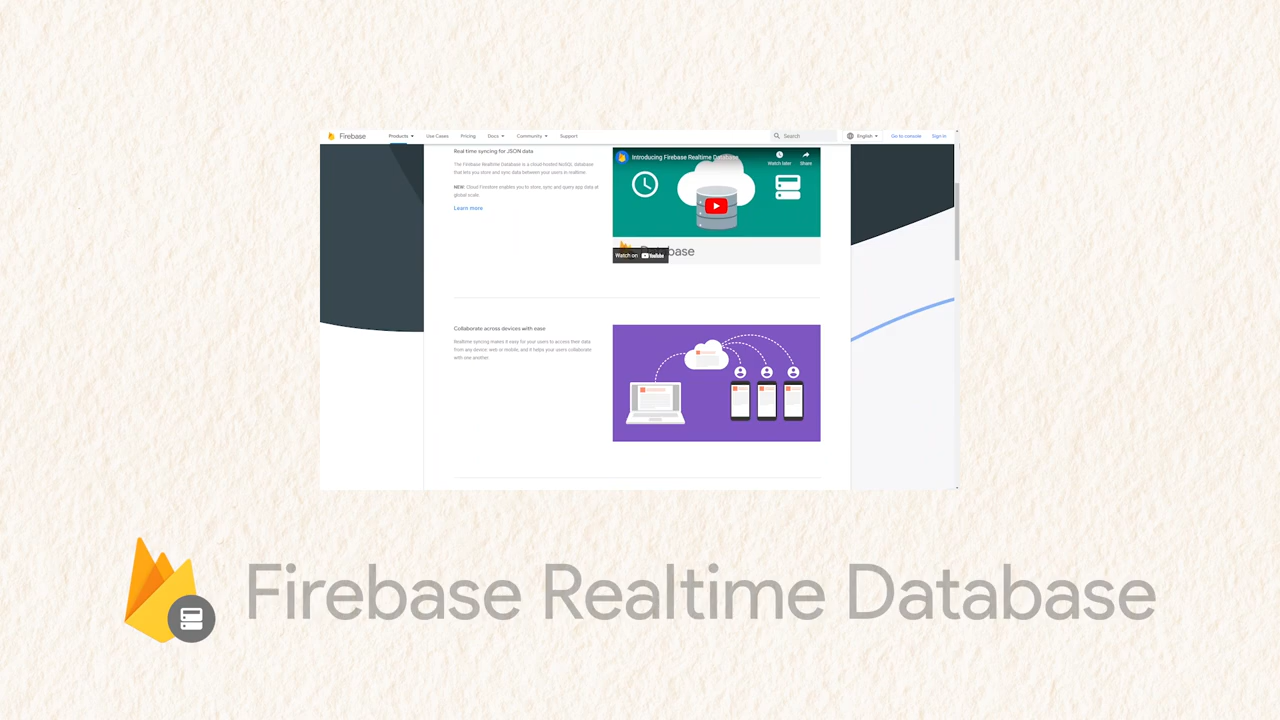 Firebase
Products
Use Cases
Pricing
Docs
Community
Support
Search
English
Go to console
Sign in
Real time syncing for JSON data
The Firebase Realtime Database is a cloud-hosted NoSQL database
that lets you store and sync data between your users in realtime.
NEW: Cloud Firestore enables you to store, sync and query app data at
global scale.
Learn more
Introducing Firebase Realtime Database
Watch later
Share
Watch on YouTube
base
Collaborate across devices with ease
Realtime syncing makes it easy for your users to access their data
from any device: web or mobile, and it helps your users collaborate
with one another.
Firebase Realtime Database